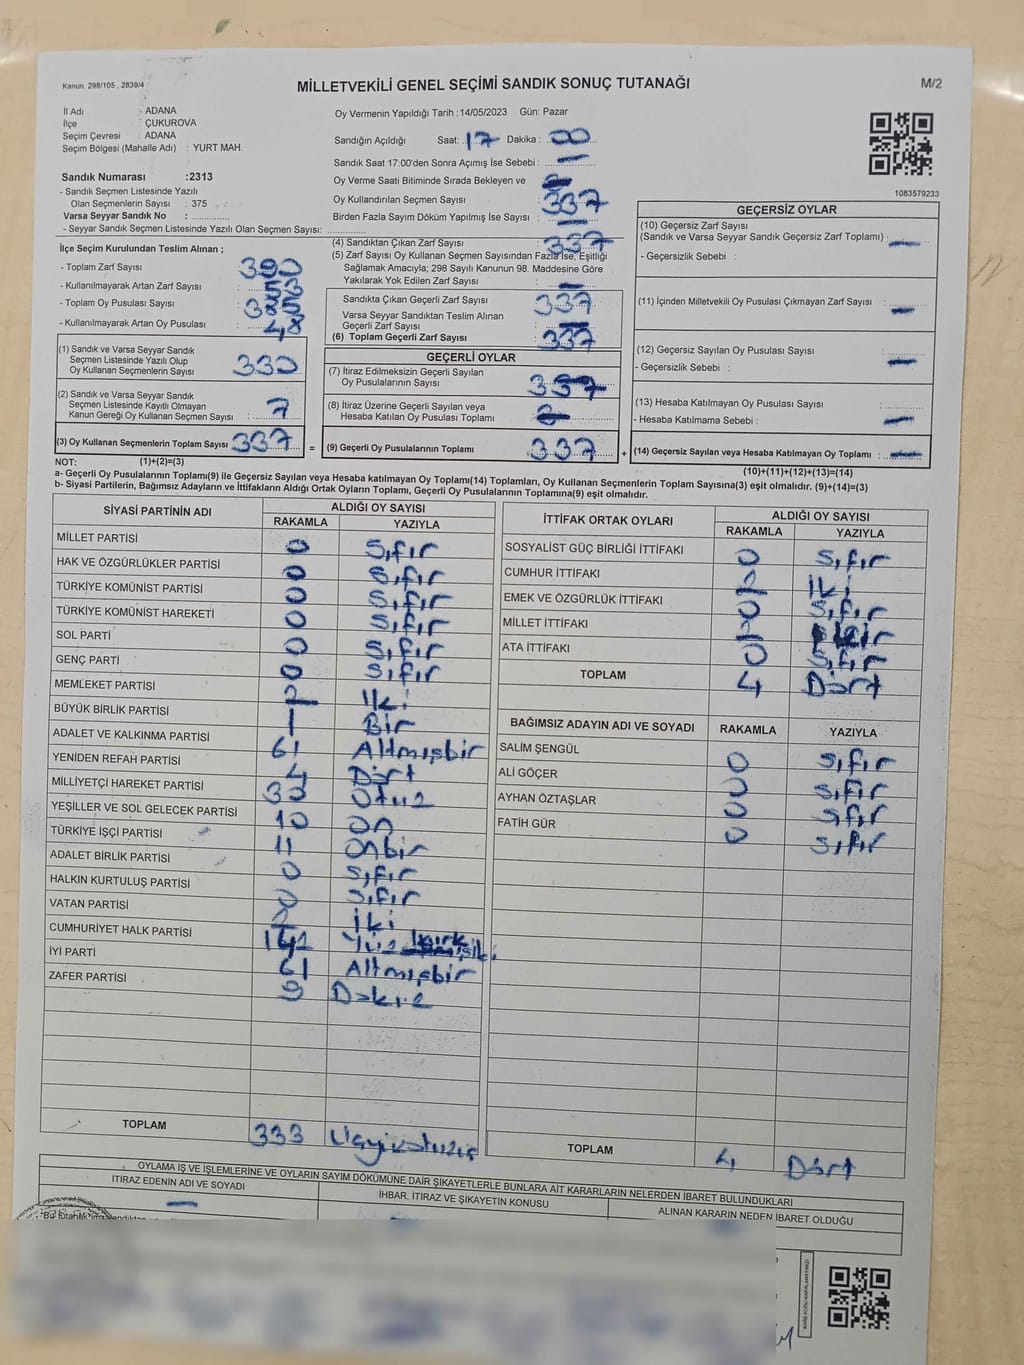 Kanun 298/105 , 2839/4
MİLLETVEKİLİ GENEL SEÇİMİ SANDIK SONUÇ TUTANAĞI
M/2
İl Adı : ADANA
İlçe : ÇUKUROVA
Seçim Çevresi : ADANA
Seçim Bölgesi (Mahalle Adı) : YURT MAH.
Sandık Numarası :2313
- Sandık Seçmen Listesinde Yazılı
Olan Seçmenlerin Sayısı : 375
Varsa Seyyar Sandık No :
- Seyyar Sandık Seçmen Listesinde Yazılı Olan Seçmen Sayısı:
Oy Vermenin Yapıldığı Tarih :14/05/2023 Gün: Pazar
Sandığın Açıldığı Saat: 17 Dakika : 00
Sandık Saat 17:00'den Sonra Açımış İse Sebebi : —
Oy Verme Saati Bitiminde Sırada Bekleyen ve
Oy Kullandırılan Seçmen Sayısı : 337
Birden Fazla Sayım Döküm Yapılmış İse Sayısı : —
1083579233
İlçe Seçim Kurulundan Teslim Alınan ;
- Toplam Zarf Sayısı : 390
- Kullanılmayarak Artan Zarf Sayısı : 53
- Toplam Oy Pusulası Sayısı : 385
- Kullanılmayarak Artan Oy Pusulası : 48
(1) Sandık ve Varsa Seyyar Sandık
Seçmen Listesinde Yazılı Olup
Oy Kullanan Seçmenlerin Sayısı : 330
(2) Sandık ve Varsa Seyyar Sandık
Seçmen Listesinde Kayıtlı Olmayan
Kanun Gereği Oy Kullanan Seçmen Sayısı : 7
(3) Oy Kullanan Seçmenlerin Toplam Sayısı : 337
(4) Sandıktan Çıkan Zarf Sayısı : 337
(5) Zarf Sayısı Oy Kullanan Seçmen Sayısından Fazla İse, Eşitliği
Sağlamak Amacıyla; 298 Sayılı Kanunun 98. Maddesine Göre
Yakılarak Yok Edilen Zarf Sayısı : —
Sandıkta Çıkan Geçerli Zarf Sayısı : 337
Varsa Seyyar Sandıktan Teslim Alınan
Geçerli Zarf Sayısı : —
(6) Toplam Geçerli Zarf Sayısı : 337
GEÇERLİ OYLAR
(7) İtiraz Edilmeksizin Geçerli Sayılan
Oy Pusulalarının Sayısı : 337
(8) İtiraz Üzerine Geçerli Sayılan veya
Hesaba Katılan Oy Pusulası Toplamı :
= (9) Geçerli Oy Pusulalarının Toplamı : 337
GEÇERSİZ OYLAR
(10) Geçersiz Zarf Sayısı
(Sandık ve Varsa Seyyar Sandık Geçersiz Zarf Toplamı) : —
- Geçersizlik Sebebi :
(11) İçinden Milletvekili Oy Pusulası Çıkmayan Zarf Sayısı : —
(12) Geçersiz Sayılan Oy Pusulası Sayısı : —
- Geçersizlik Sebebi :
(13) Hesaba Katılmayan Oy Pusulası Sayısı :
- Hesaba Katılmama Sebebi : —
+ (14) Geçersiz Sayılan veya Hesaba Katılmayan Oy Toplamı : —
NOT: (1)+(2)=(3)
(10)+(11)+(12)+(13)=(14)
a- Geçerli Oy Pusulalarının Toplamı(9) ile Geçersiz Sayılan veya Hesaba katılmayan Oy Toplamı(14) Toplamları, Oy Kullanan Seçmenlerin Toplam Sayısına(3) eşit olmalıdır. (9)+(14)=(3)
b- Siyasi Partilerin, Bağımsız Adayların ve İttifakların Aldığı Ortak Oyların Toplamı, Geçerli Oy Pusulalarının Toplamına(9) eşit olmalıdır.
SİYASİ PARTİNİN ADI ALDIĞI OY SAYISI
RAKAMLA YAZIYLA
MİLLET PARTİSİ 0 Sıfır
HAK VE ÖZGÜRLÜKLER PARTİSİ 0 Sıfır
TÜRKİYE KOMÜNİST PARTİSİ 0 Sıfır
TÜRKİYE KOMÜNİST HAREKETİ 0 Sıfır
SOL PARTİ 0 Sıfır
GENÇ PARTİ 0 Sıfır
MEMLEKET PARTİSİ 2 İki
BÜYÜK BİRLİK PARTİSİ 1 Bir
ADALET VE KALKINMA PARTİSİ 61 Altmışbir
YENİDEN REFAH PARTİSİ 4 Dört
MİLLİYETÇİ HAREKET PARTİSİ 30 Otuz
YEŞİLLER VE SOL GELECEK PARTİSİ 10 On
TÜRKİYE İŞÇİ PARTİSİ 11 Onbir
ADALET BİRLİK PARTİSİ 0 Sıfır
HALKIN KURTULUŞ PARTİSİ 0 Sıfır
VATAN PARTİSİ 2 İki
CUMHURİYET HALK PARTİSİ 142 Yüz kırk
İYİ PARTİ 61 Altmışbir
ZAFER PARTİSİ 9 Dokuz
TOPLAM 333 Üçyüzotuzüç
İTTİFAK ORTAK OYLARI ALDIĞI OY SAYISI
RAKAMLA YAZIYLA
SOSYALİST GÜÇ BİRLİĞİ İTTİFAKI 0 Sıfır
CUMHUR İTTİFAKI 2 İki
EMEK VE ÖZGÜRLÜK İTTİFAKI 0 Sıfır
MİLLET İTTİFAKI
ATA İTTİFAKI 0 Sıfır
TOPLAM 4 Dört
BAĞIMSIZ ADAYIN ADI VE SOYADI RAKAMLA YAZIYLA
SALİM ŞENGÜL 0 Sıfır
ALİ GÖÇER 0 Sıfır
AYHAN ÖZTAŞLAR 0 Sıfır
FATİH GÜR 0 Sıfır
TOPLAM 4 Dört
OYLAMA İŞ VE İŞLEMLERİNE VE OYLARIN SAYIM DÖKÜMÜNE DAİR ŞİKAYETLERLE BUNLARA AİT KARARLARIN NELERDEN İBARET BULUNDUKLARI
İTİRAZ EDENİN ADI VE SOYADI İHBAR, İTİRAZ VE ŞİKAYETİN KONUSU ALINAN KARARIN NEDEN İBARET OLDUĞU